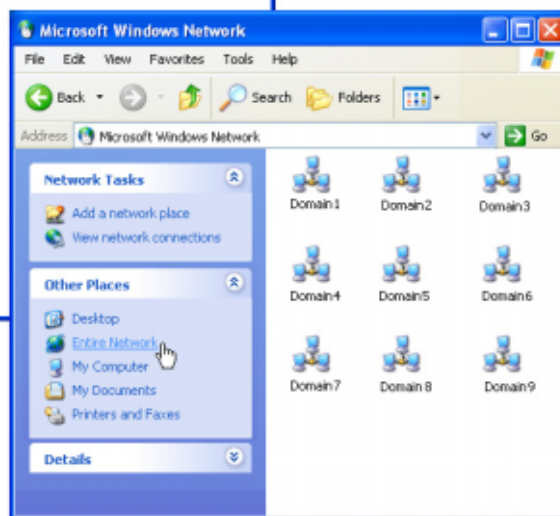 Microsoft Windows Network
File Edit View Favorites Tools Help
Back Search Folders
Address Microsoft Windows Network Go
Network Tasks
Add a network place
View network connections
Other Places
Desktop
Entire Network
My Computer
My Documents
Printers and Faxes
Details
Domain1 Domain2 Domain3
Domain4 Domain5 Domain6
Domain7 Domain8 Domain9